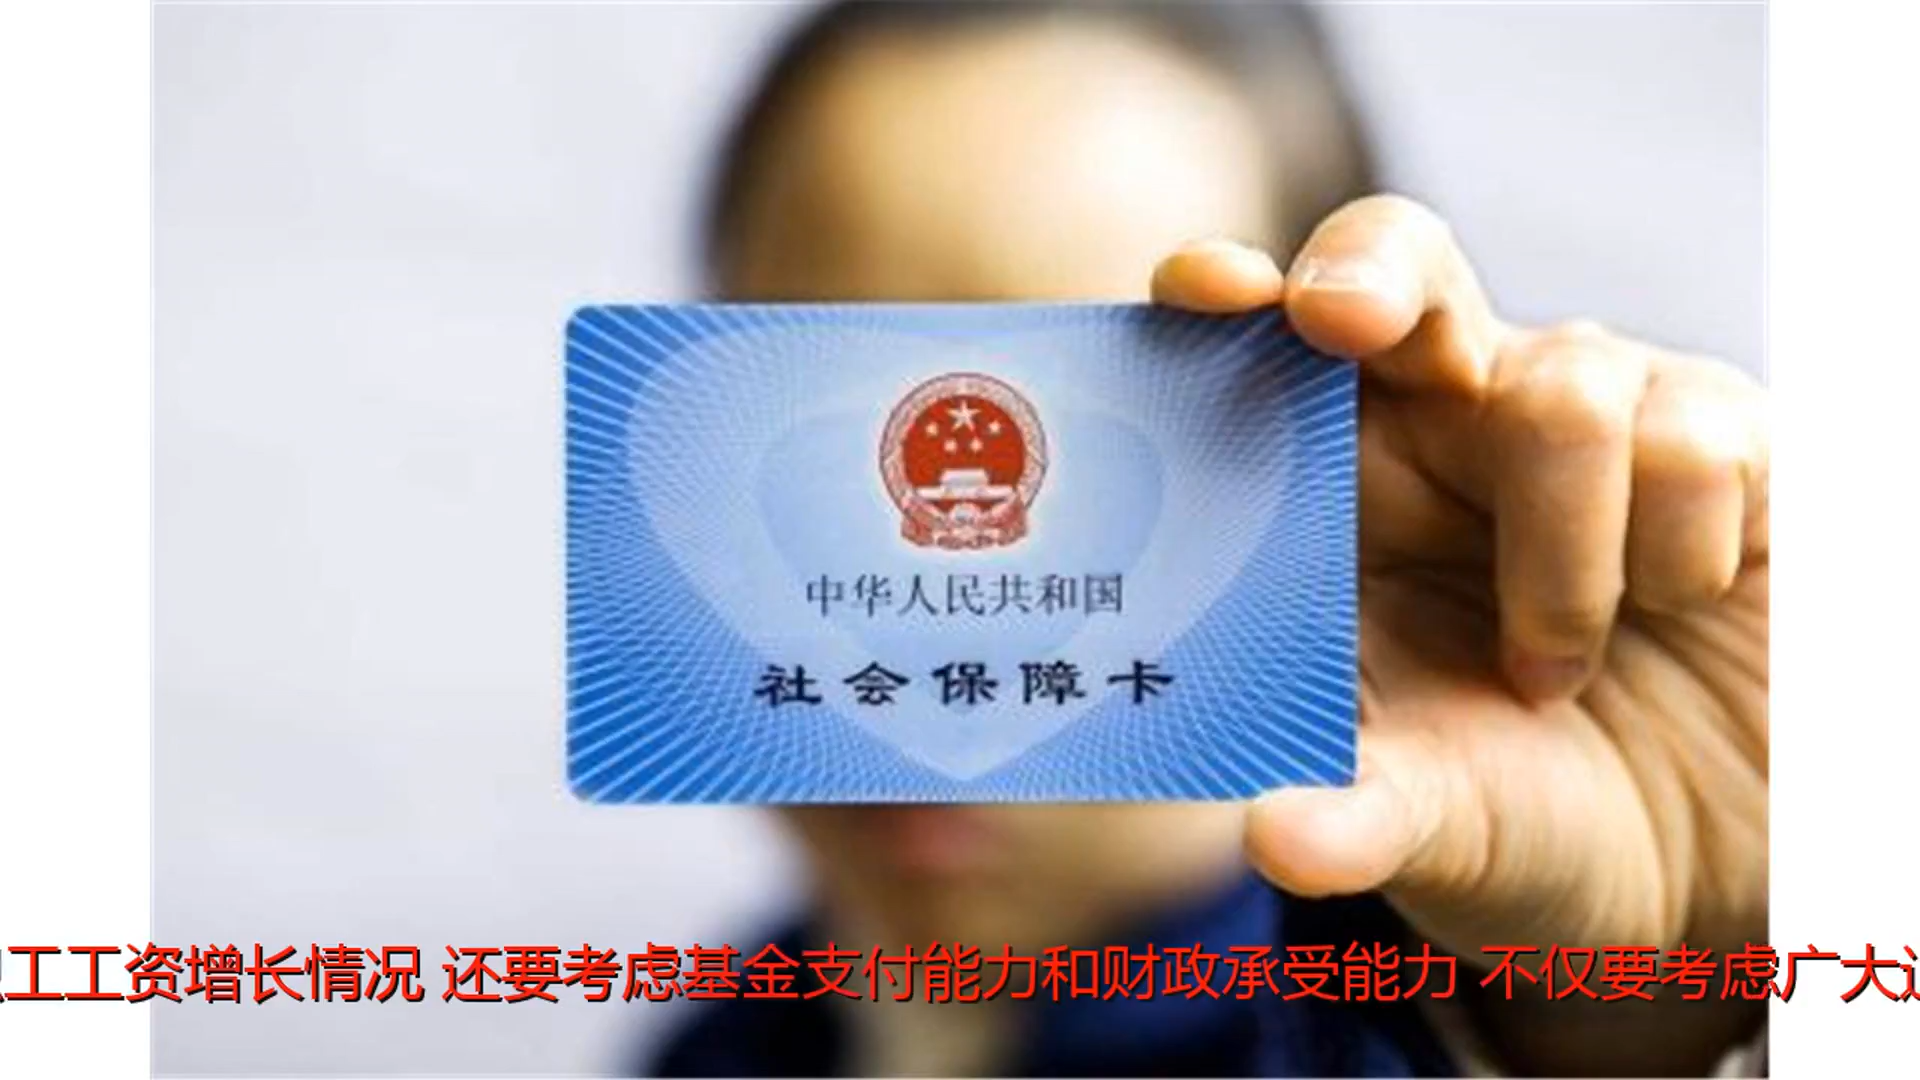 中华人民共和国
社会保障卡
工工资增长情况 还要考虑基金支付能力和财政承受能力 不仅要考虑广大